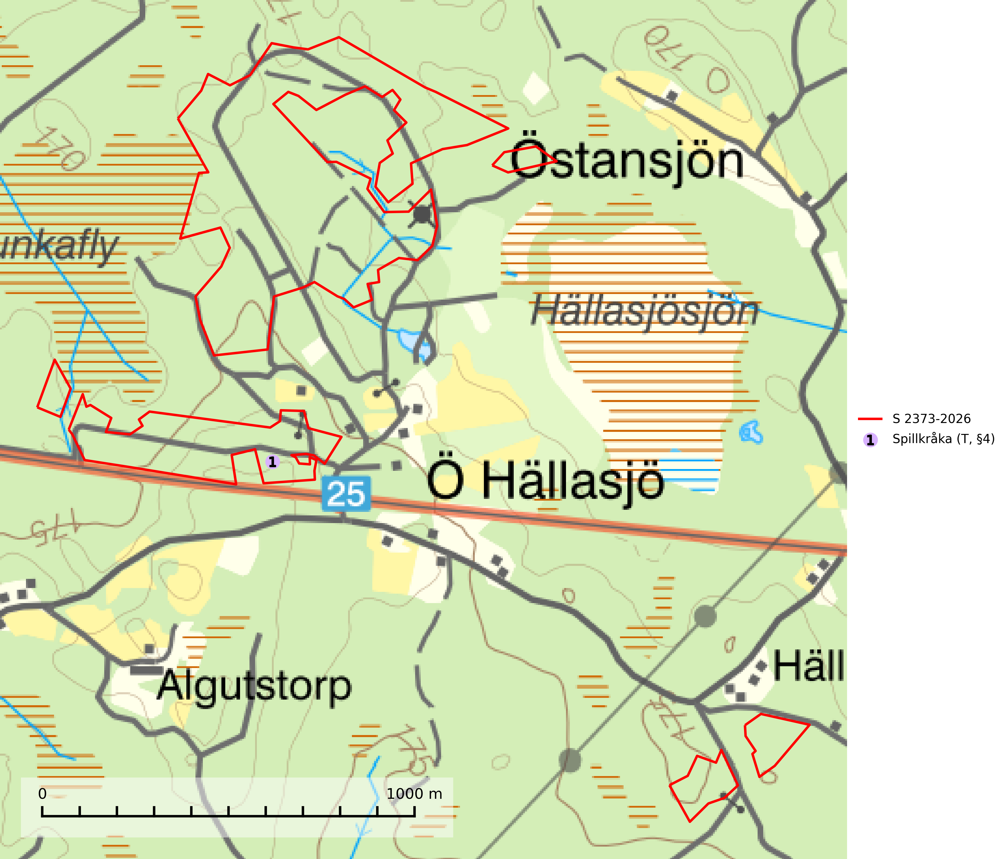 170
170
Östansjön
unkafly
Hällasjösjön
S 2373-2026
1 Spillkråka (T, §4)
1
Ö Hällasjö
25
175
Häll
Algutstorp
175
0 1000 m